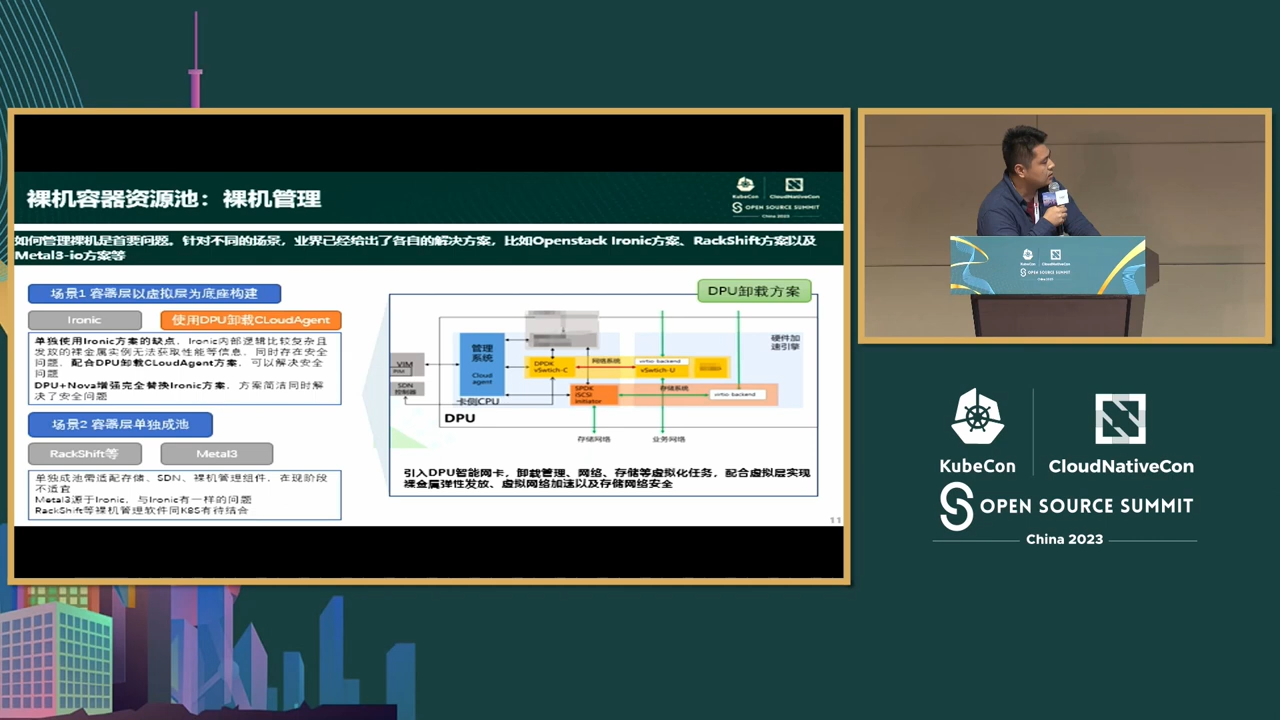 裸机容器资源池：裸机管理
KubeCon
CloudNativeCon
OPEN SOURCE SUMMIT
China 2023
如何管理裸机是首要问题。针对不同的场景，业界已经给出了各自的解决方案，比如Openstack Ironic方案、RackShift方案以及
Metal3-io方案等
场景1 容器层以虚拟层为底座构建
Ironic
使用DPU卸载CLoudAgent
单独使用Ironic方案的缺点，Ironic内部逻辑比较复杂且
发放的裸金属实例无法获取性能等信息，同时存在安全
问题，配合DPU卸载CLoudAgent方案，可以解决安全
问题
DPU+Nova增强完全替换Ironic方案，方案简洁同时解
决了安全问题
场景2 容器层单独成池
RackShift等
Metal3
单独成池需适配存储、SDN、裸机管理组件，在现阶段
不适宜
Metal3源于Ironic，与Ironic有一样的问题
RackShift等裸机管理软件同K8S有待结合
DPU卸载方案
硬件加
速引擎
管理
系统
Cloud
agent
VIM
SDN
控制器
卡侧CPU
DPU
DPDK
vSwtich-C
网络系统
virtio backend
vSwtich-U
SPDK
iSCSI
initiator
存储系统
virtio backend
存储网络
业务网络
引入DPU智能网卡，卸载管理、网络、存储等虚拟化任务，配合虚拟层实现
裸金属弹性发放、虚拟网络加速以及存储网络安全
11
KubeCon
CloudNativeCon
OPEN SOURCE SUMMIT
China 2023